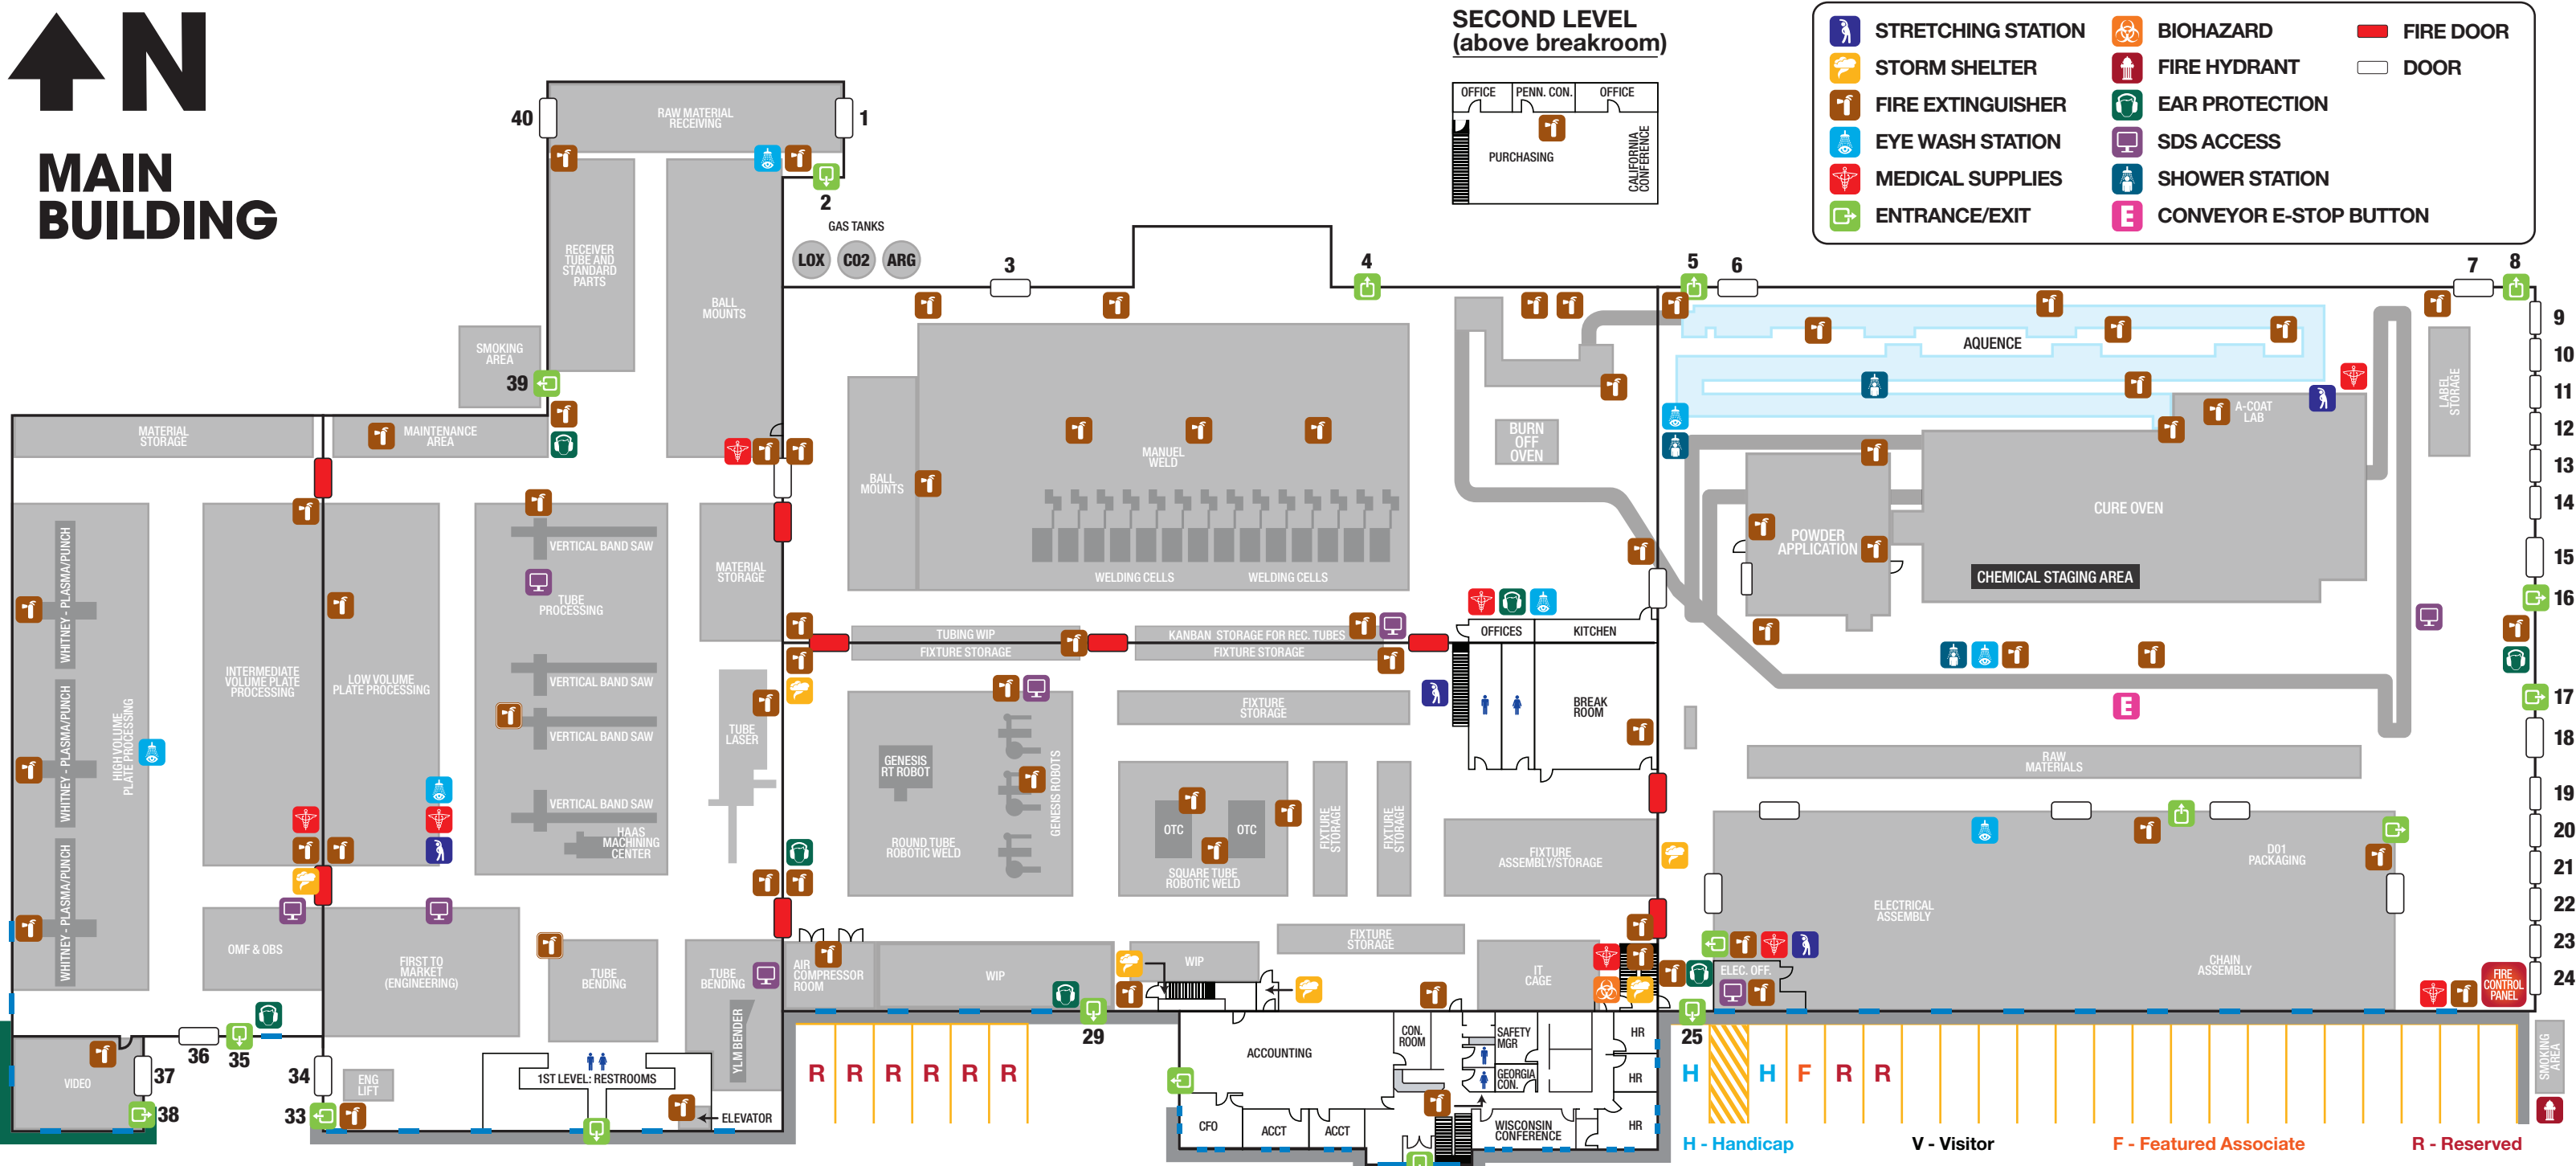 N
MAIN
BUILDING
SECOND LEVEL
(above breakroom)
OFFICE
PENN. CON.
OFFICE
PURCHASING
CALIFORNIA
CONFERENCE
STRETCHING STATION
STORM SHELTER
FIRE EXTINGUISHER
EYE WASH STATION
MEDICAL SUPPLIES
ENTRANCE/EXIT
BIOHAZARD
FIRE HYDRANT
EAR PROTECTION
SDS ACCESS
SHOWER STATION
E CONVEYOR E-STOP BUTTON
FIRE DOOR
DOOR
40
RAW MATERIAL
RECEIVING
1
2
GAS TANKS
LOX
CO2
ARG
RECEIVER
TUBE AND
STANDARD
PARTS
BALL
MOUNTS
SMOKING
AREA
39
3
4
5
6
7
8
9
10
11
12
13
14
15
16
17
18
19
20
21
22
23
24
MATERIAL
STORAGE
MAINTENANCE
AREA
WHITNEY - PLASMA/PUNCH
WHITNEY - PLASMA/PUNCH
WHITNEY - PLASMA/PUNCH
HIGH VOLUME
PLATE PROCESSING
INTERMEDIATE
VOLUME PLATE
PROCESSING
LOW VOLUME
PLATE PROCESSING
VERTICAL BAND SAW
TUBE
PROCESSING
VERTICAL BAND SAW
VERTICAL BAND SAW
VERTICAL BAND SAW
HAAS
MACHINING
CENTER
MATERIAL
STORAGE
TUBE
LASER
OMF & OBS
FIRST TO
MARKET
(ENGINEERING)
TUBE
BENDING
TUBE
BENDING
YLM BENDER
VIDEO
36
35
37
38
34
33
ENG
LIFT
1ST LEVEL: RESTROOMS
ELEVATOR
BALL
MOUNTS
MANUEL
WELD
WELDING CELLS
WELDING CELLS
TUBING WIP
FIXTURE STORAGE
KANBAN STORAGE FOR REC. TUBES
FIXTURE STORAGE
FIXTURE
STORAGE
GENESIS
RT ROBOT
GENESIS ROBOTS
ROUND TUBE
ROBOTIC WELD
OTC
OTC
SQUARE TUBE
ROBOTIC WELD
FIXTURE
STORAGE
FIXTURE
STORAGE
FIXTURE
ASSEMBLY/STORAGE
FIXTURE
STORAGE
AIR
COMPRESSOR
ROOM
WIP
WIP
IT
CAGE
BURN
OFF
OVEN
OFFICES
KITCHEN
BREAK
ROOM
AQUENCE
A-COAT
LAB
LABEL
STORAGE
POWDER
APPLICATION
CURE OVEN
CHEMICAL STAGING AREA
E
RAW
MATERIALS
D01
PACKAGING
ELECTRICAL
ASSEMBLY
CHAIN
ASSEMBLY
ELEC. OFF.
FIRE
CONTROL
PANEL
SMOKING
AREA
29
25
R R R R R R
ACCOUNTING
CON.
ROOM
SAFETY
MGR
GEORGIA
CON.
HR
HR
HR
CFO
ACCT
ACCT
WISCONSIN
CONFERENCE
H H F R R
H - Handicap
V - Visitor
F - Featured Associate
R - Reserved